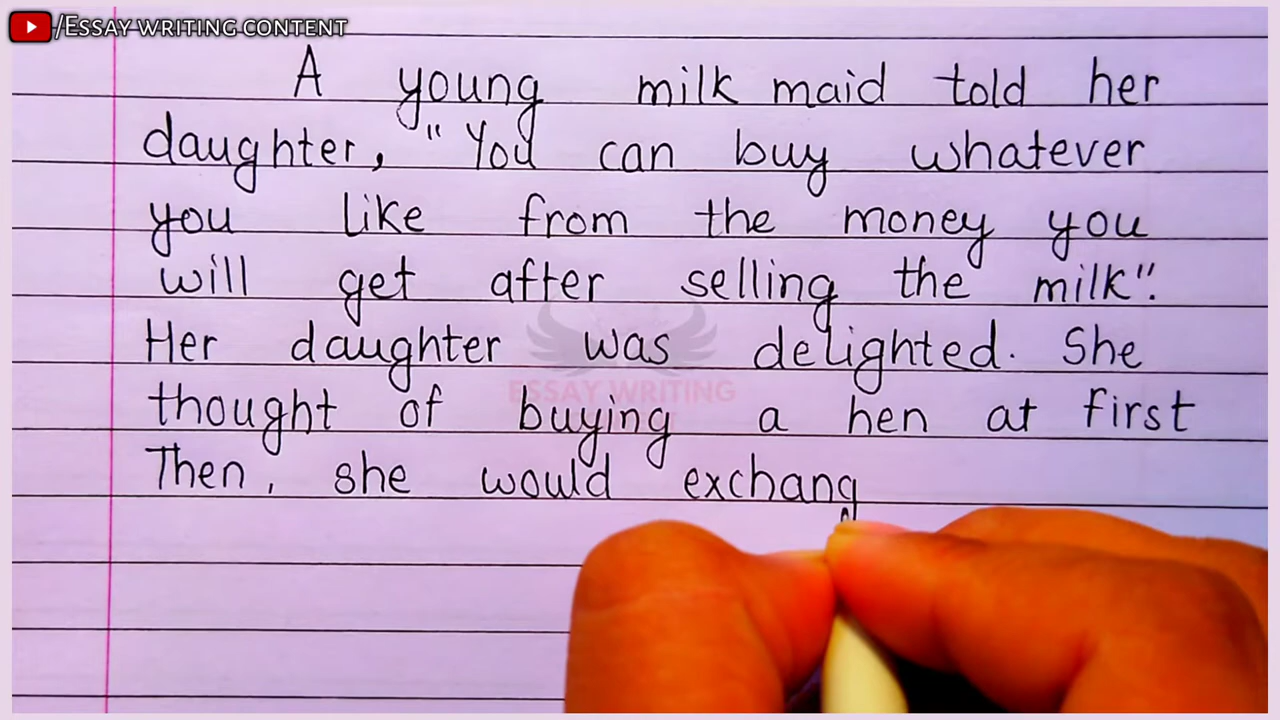 /Essay writing content
A young milk maid told her
daughter, "You can buy whatever
you like from the money you
will get after selling the milk".
Her daughter was delighted. She
thought of buying a hen at first
Then, she would exchang
ESSAY WRITING